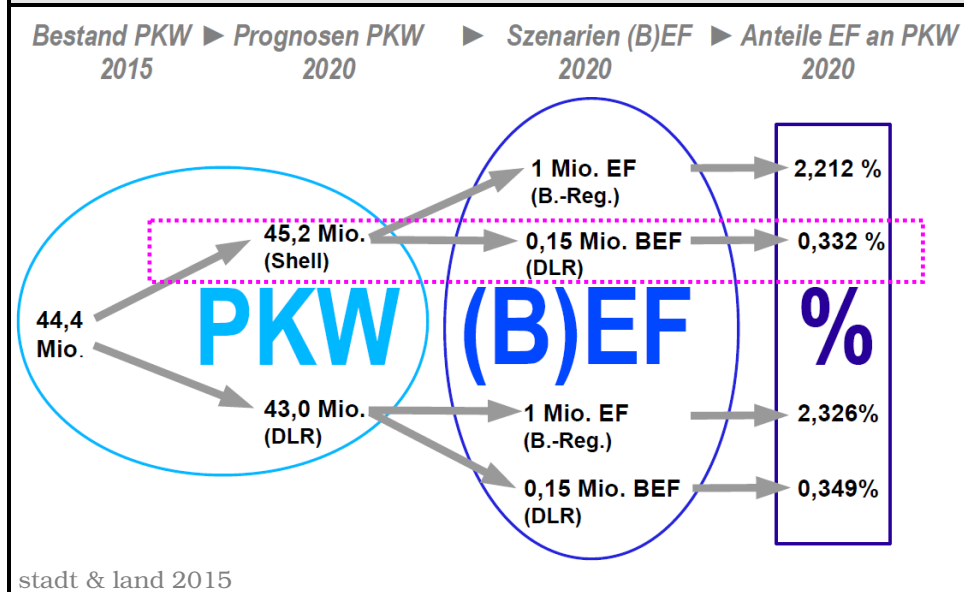 Bestand PKW ► Prognosen PKW ► Szenarien (B)EF ► Anteile EF an PKW
2015 2020 2020 2020
1 Mio. EF
(B.-Reg.)
2,212 %
45,2 Mio.
(Shell)
0,15 Mio. BEF
(DLR)
0,332 %
44,4
Mio.
PKW (B)EF %
43,0 Mio.
(DLR)
1 Mio. EF
(B.-Reg.)
2,326%
0,15 Mio. BEF
(DLR)
0,349%
stadt & land 2015